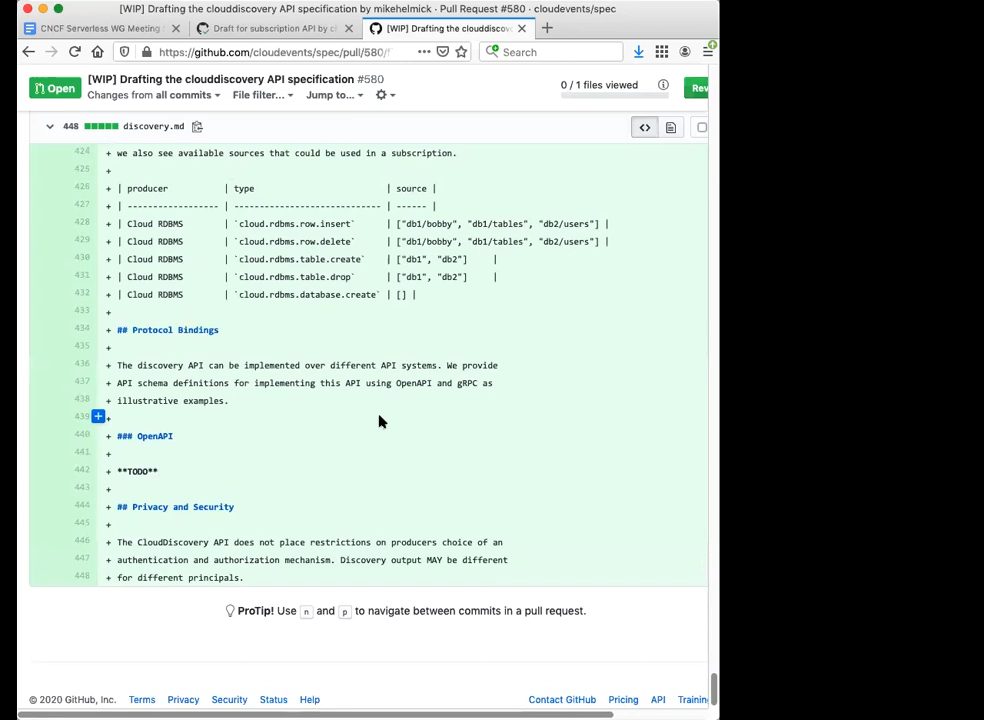 [WIP] Drafting the clouddiscovery API specification by mikehelmick · Pull Request #580 · cloudevents/spec
CNCF Serverless WG Meeting
Draft for subscription API by cl
[WIP] Drafting the clouddiscov
https://github.com/cloudevents/spec/pull/580/f
Search
Open
[WIP] Drafting the clouddiscovery API specification #580
Changes from all commits
File filter...
Jump to...
0 / 1 files viewed
Rev
448
discovery.md
424 + we also see available sources that could be used in a subscription.
425 +
426 + | producer | type | source |
427 + | ------------------ | ----------------------------- | ------ |
428 + | Cloud RDBMS | `cloud.rdbms.row.insert` | ["db1/bobby", "db1/tables", "db2/users"] |
429 + | Cloud RDBMS | `cloud.rdbms.row.delete` | ["db1/bobby", "db1/tables", "db2/users"] |
430 + | Cloud RDBMS | `cloud.rdbms.table.create` | ["db1", "db2"] |
431 + | Cloud RDBMS | `cloud.rdbms.table.drop` | ["db1", "db2"] |
432 + | Cloud RDBMS | `cloud.rdbms.database.create` | [] |
433 +
434 + ## Protocol Bindings
435 +
436 + The discovery API can be implemented over different API systems. We provide
437 + API schema definitions for implementing this API using OpenAPI and gRPC as
438 + illustrative examples.
439 +
440 + ### OpenAPI
441 +
442 + **TODO**
443 +
444 + ## Privacy and Security
445 +
446 + The CloudDiscovery API does not place restrictions on producers choice of an
447 + authentication and authorization mechanism. Discovery output MAY be different
448 + for different principals.
ProTip! Use n and p to navigate between commits in a pull request.
© 2020 GitHub, Inc. Terms Privacy Security Status Help Contact GitHub Pricing API Training